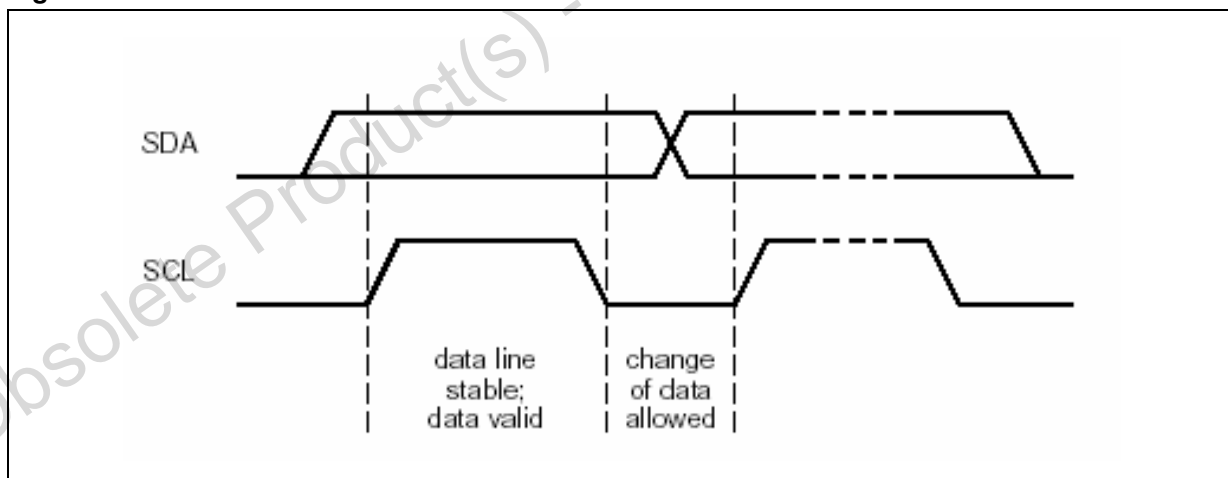 Obsolete Product(s) -
SDA
SCL
data line
stable;
data valid
change
of data
allowed